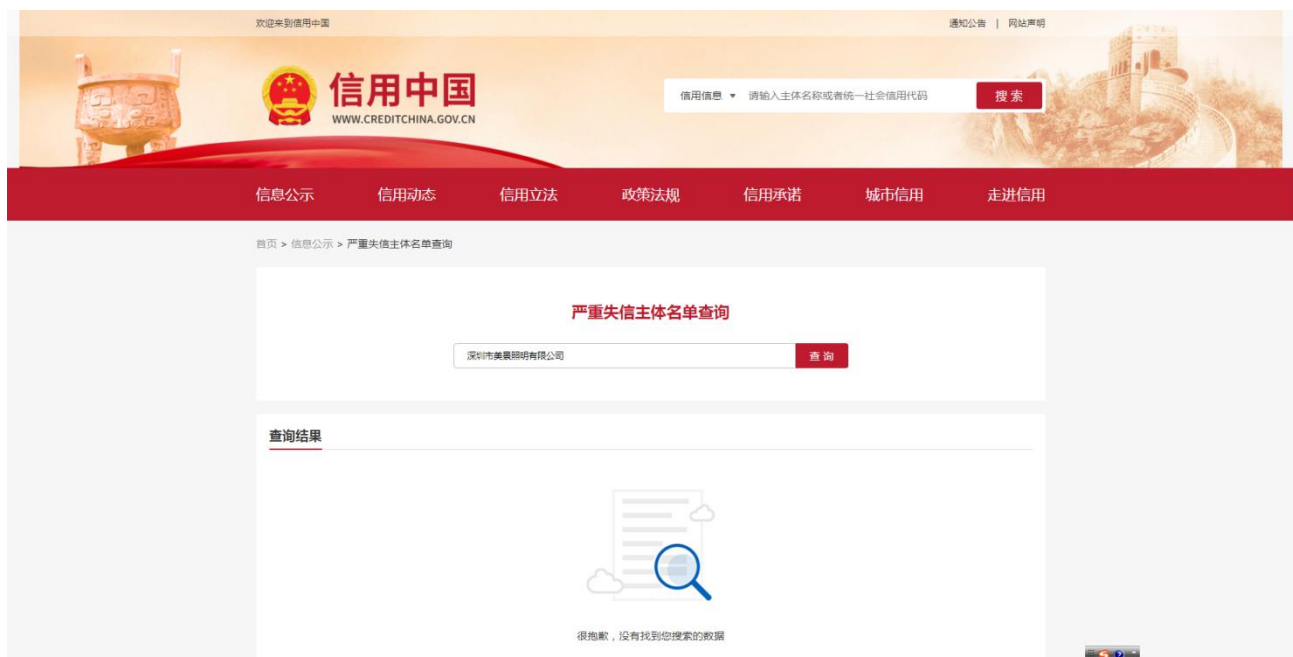 欢迎来到信用中国
通知公告 | 网站声明
信用中国
WWW.CREDITCHINA.GOV.CN
信用信息 请输入主体名称或者统一社会信用代码 搜索
信息公示 信用动态 信用立法 政策法规 信用承诺 城市信用 走进信用
首页 > 信息公示 > 严重失信主体名单查询
严重失信主体名单查询
深圳市美晨照明有限公司 查询
查询结果
很抱歉，没有找到您搜索的数据